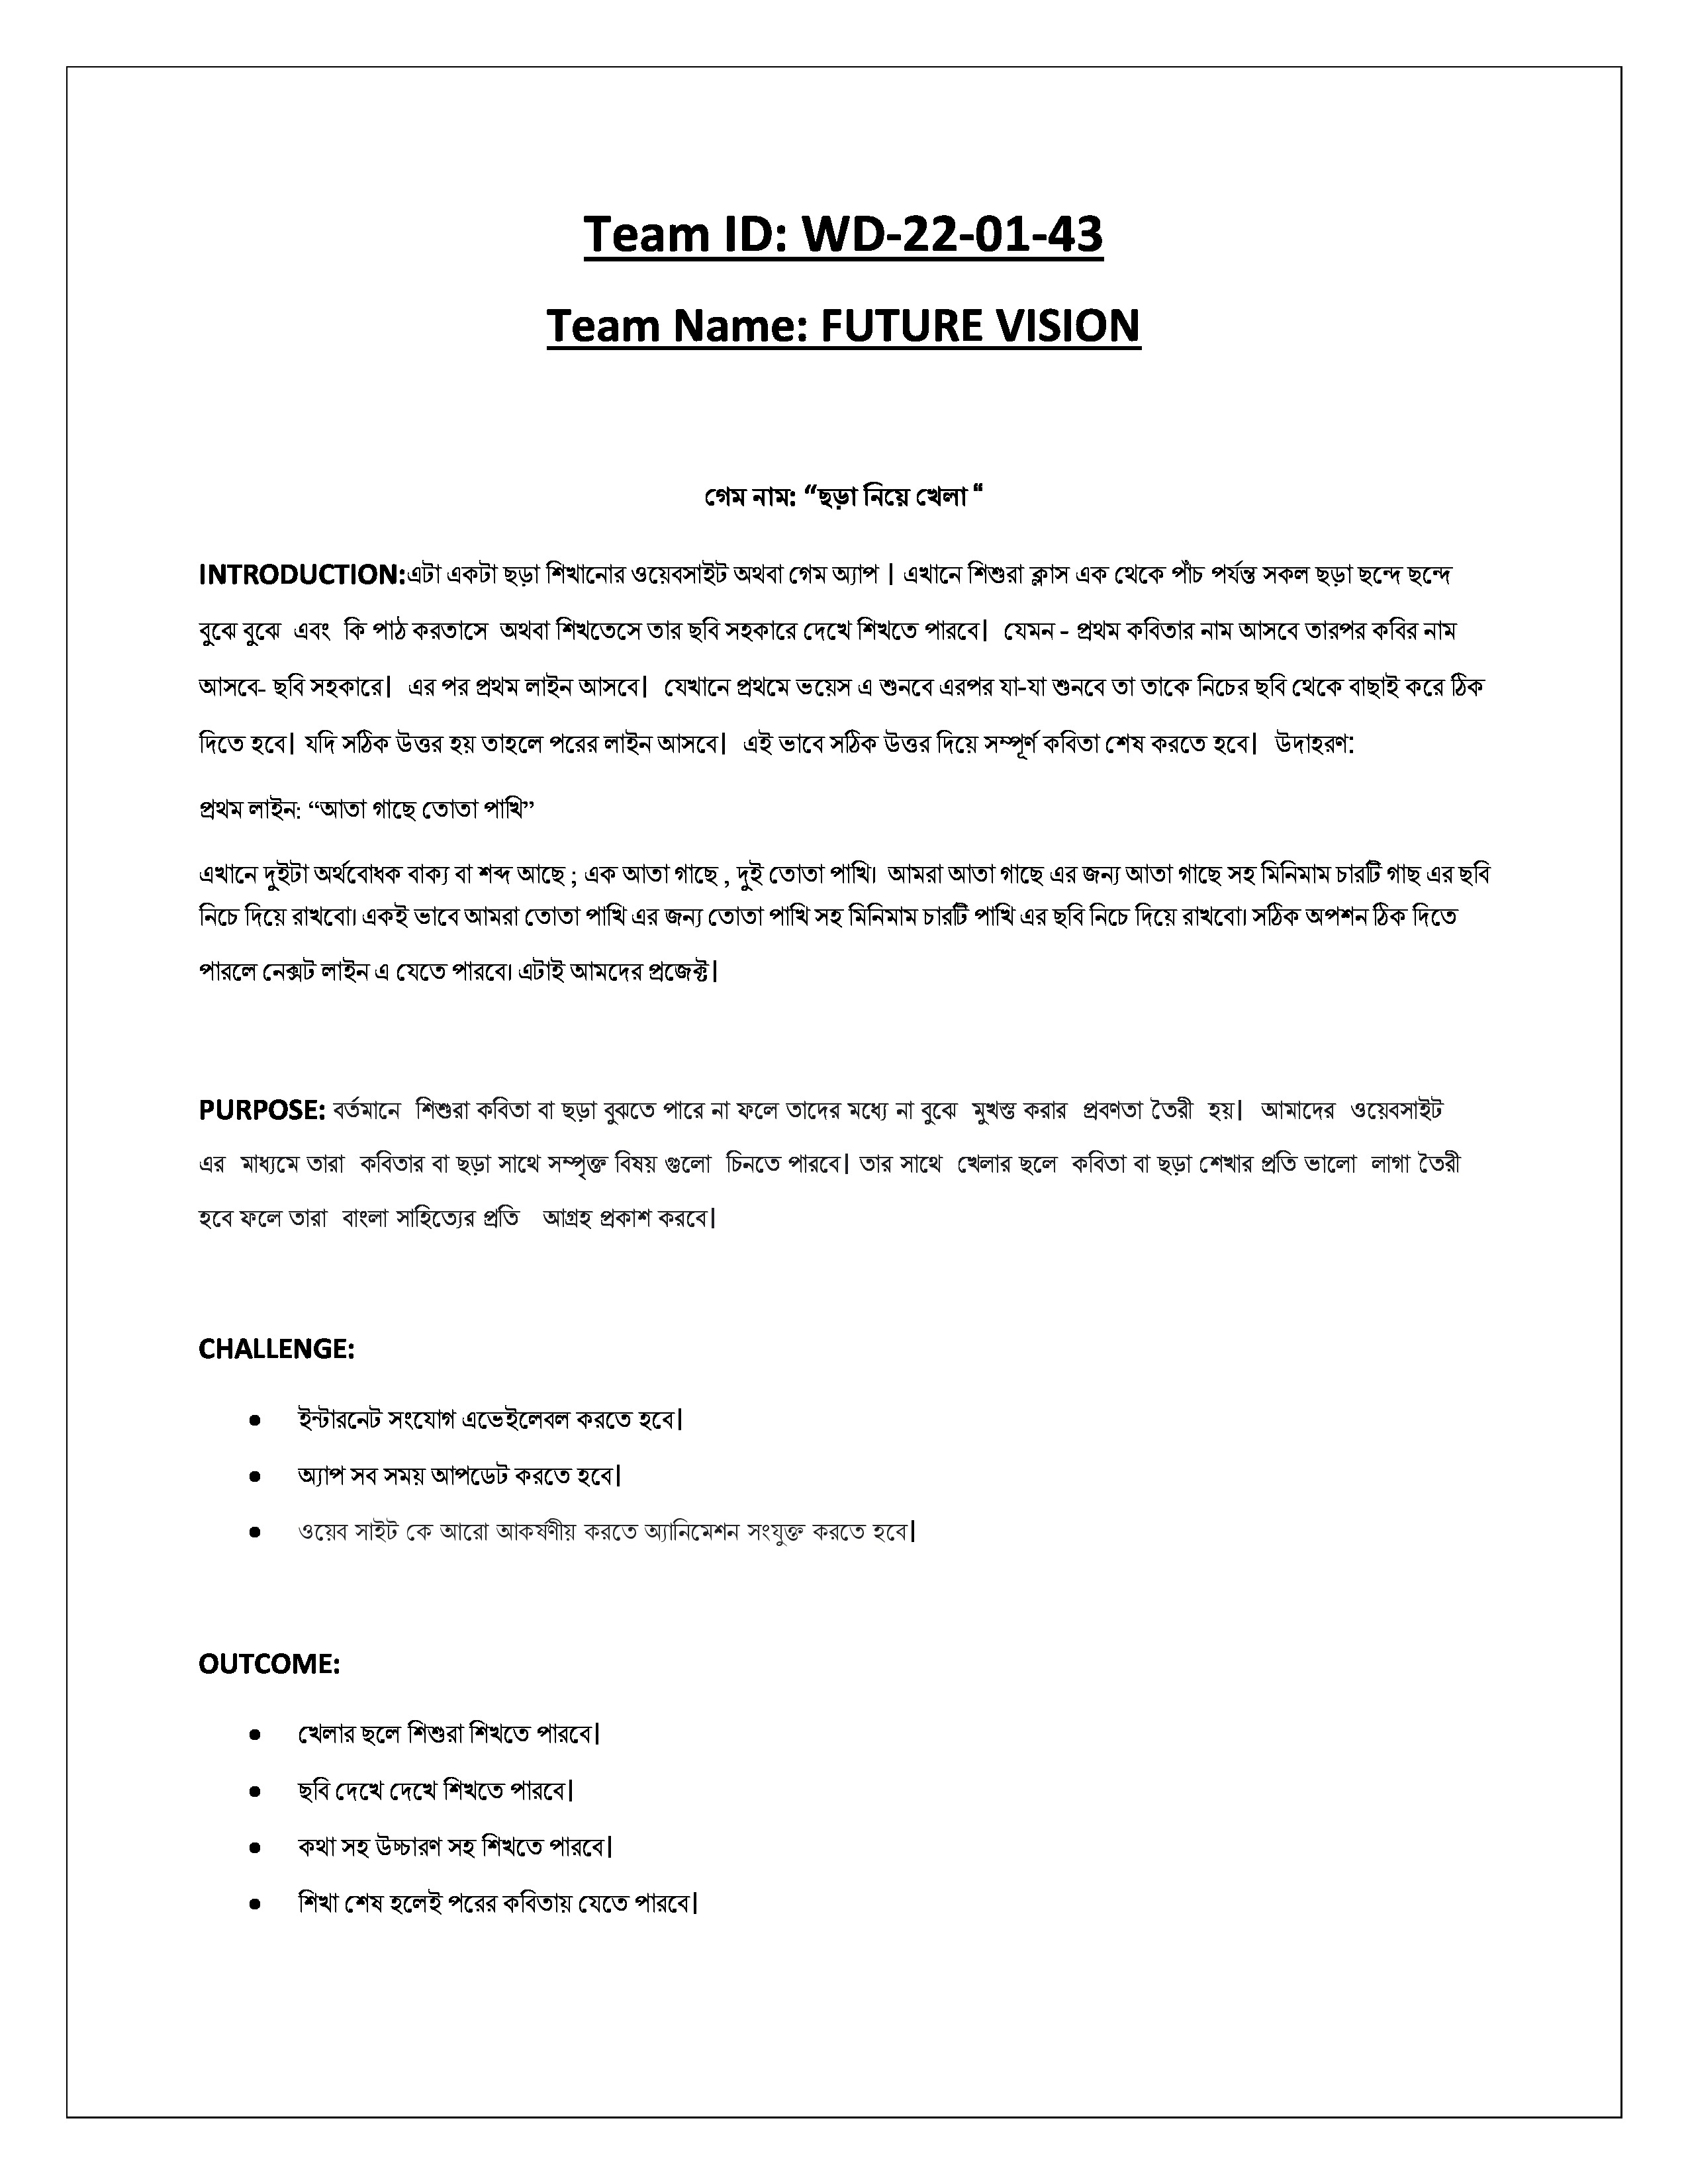 Team ID: WD-22-01-43
Team Name: FUTURE VISION
গেম নাম: “ছড়া নিয়ে খেলা “
INTRODUCTION:এটা একটা ছড়া শিখানোর ওয়েবসাইট অথবা গেম অ্যাপ | এখানে শিশুরা ক্লাস এক থেকে পাঁচ পর্যন্ত সকল ছড়া ছন্দে ছন্দে
বুঝে বুঝে এবং কি পাঠ করতাসে অথবা শিখতেসে তার ছবি সহকারে দেখে শিখতে পারবে| যেমন - প্রথম কবিতার নাম আসবে তারপর কবির নাম
আসবে- ছবি সহকারে| এর পর প্রথম লাইন আসবে| যেখানে প্রথমে ভয়েস এ শুনবে এরপর যা-যা শুনবে তা তাকে নিচের ছবি থেকে বাছাই করে ঠিক
দিতে হবে| যদি সঠিক উত্তর হয় তাহলে পরের লাইন আসবে| এই ভাবে সঠিক উত্তর দিয়ে সম্পূর্ণ কবিতা শেষ করতে হবে| উদাহরণ:
প্রথম লাইন: “আতা গাছে তোতা পাখি”
এখানে দুইটা অর্থবোধক বাক্য বা শব্দ আছে ; এক আতা গাছে , দুই তোতা পাখি। আমরা আতা গাছে এর জন্য আতা গাছে সহ মিনিমাম চারটি গাছ এর ছবি
নিচে দিয়ে রাখবো। একই ভাবে আমরা তোতা পাখি এর জন্য তোতা পাখি সহ মিনিমাম চারটি পাখি এর ছবি নিচে দিয়ে রাখবো। সঠিক অপশন ঠিক দিতে
পারলে নেক্সট লাইন এ যেতে পারবে। এটাই আমদের প্রজেক্ট|
PURPOSE: বর্তমানে শিশুরা কবিতা বা ছড়া বুঝতে পারে না ফলে তাদের মধ্যে না বুঝে মুখস্ত করার প্রবণতা তৈরী হয়| আমাদের ওয়েবসাইট
এর মাধ্যমে তারা কবিতার বা ছড়া সাথে সম্পৃক্ত বিষয় গুলো চিনতে পারবে| তার সাথে খেলার ছলে কবিতা বা ছড়া শেখার প্রতি ভালো লাগা তৈরী
হবে ফলে তারা বাংলা সাহিত্যের প্রতি আগ্রহ প্রকাশ করবে|
CHALLENGE:
• ইন্টারনেট সংযোগ এভেইলেবল করতে হবে|
• অ্যাপ সব সময় আপডেট করতে হবে|
• ওয়েব সাইট কে আরো আকর্ষণীয় করতে অ্যানিমেশন সংযুক্ত করতে হবে|
OUTCOME:
• খেলার ছলে শিশুরা শিখতে পারবে|
• ছবি দেখে দেখে শিখতে পারবে|
• কথা সহ উচ্চারণ সহ শিখতে পারবে|
• শিখা শেষ হলেই পরের কবিতায় যেতে পারবে|